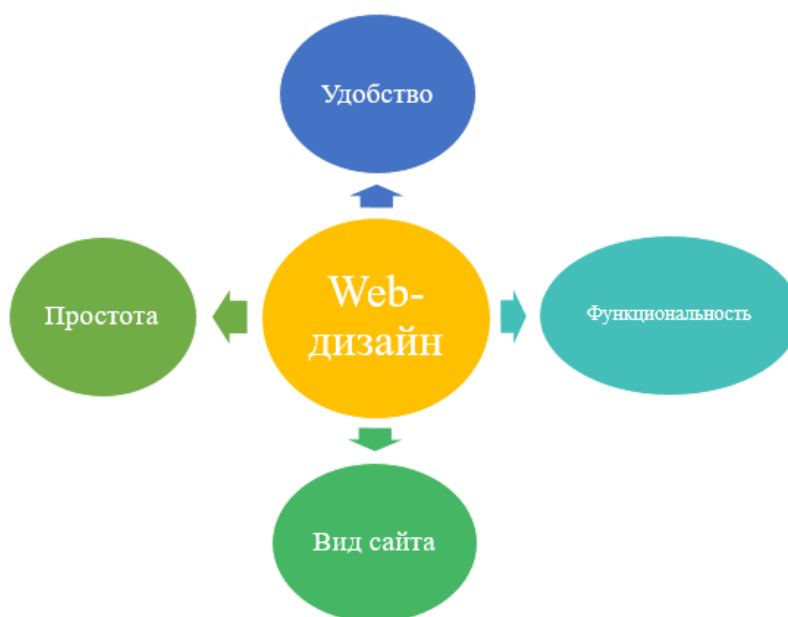 Удобство
Простота
Web-
дизайн
Функциональность
Вид сайта